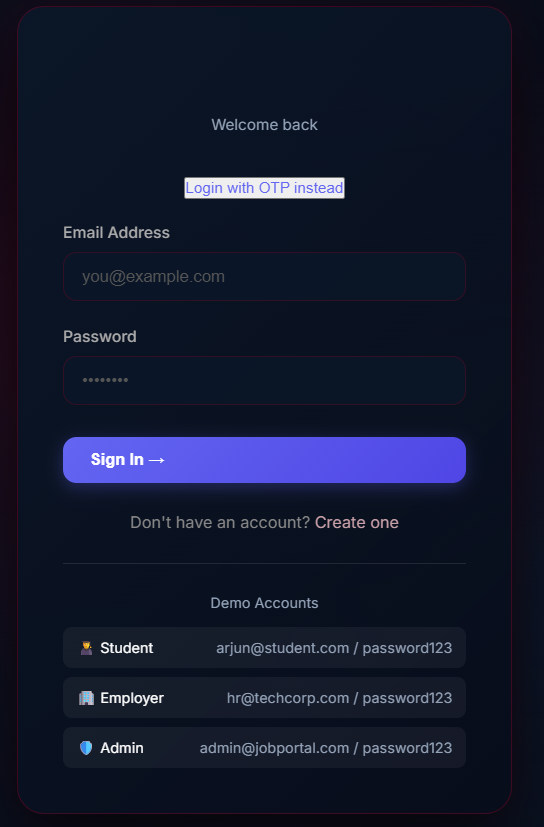 Welcome back
Login with OTP instead
Email Address
you@example.com
Password
••••••••
Sign In →
Don't have an account? Create one
Demo Accounts
Student arjun@student.com / password123
Employer hr@techcorp.com / password123
Admin admin@jobportal.com / password123